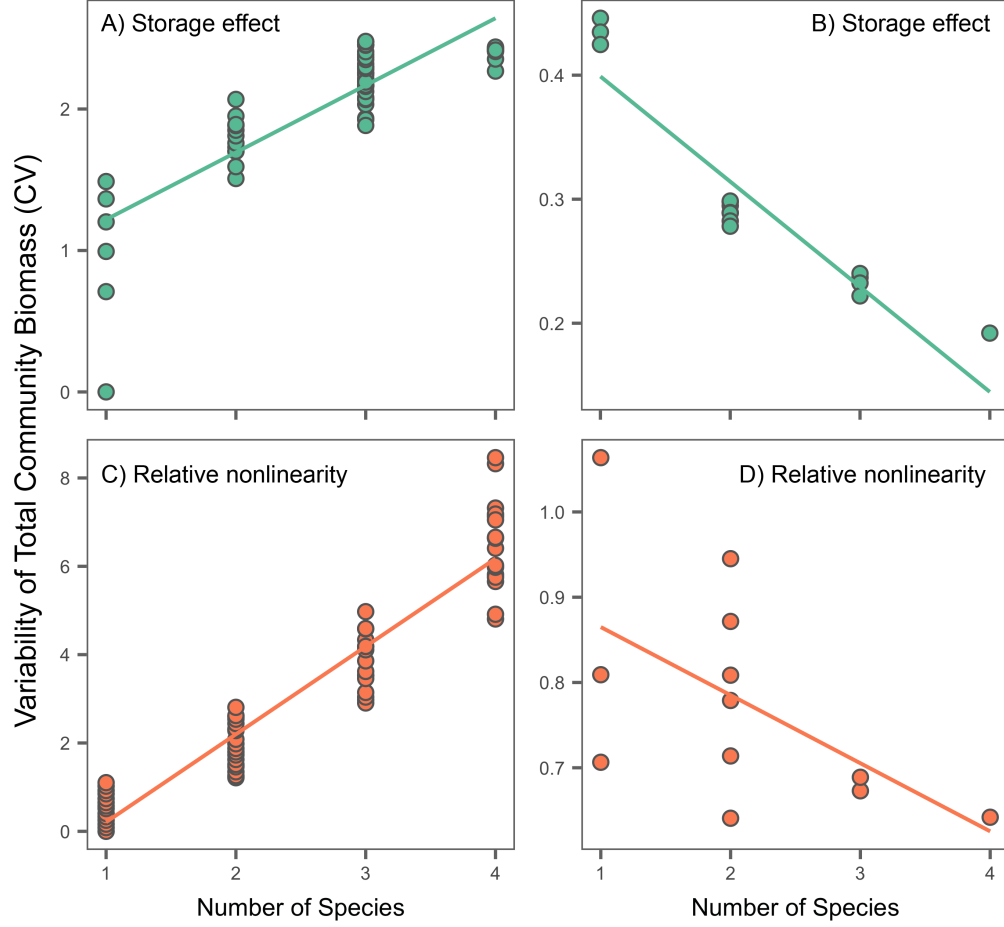 Variability of Total Community Biomass (CV)
A) Storage effect
2
1
0
B) Storage effect
0.4
0.3
0.2
C) Relative nonlinearity
8
6
4
2
0
1 2 3 4
Number of Species
D) Relative nonlinearity
1.0
0.9
0.8
0.7
1 2 3 4
Number of Species